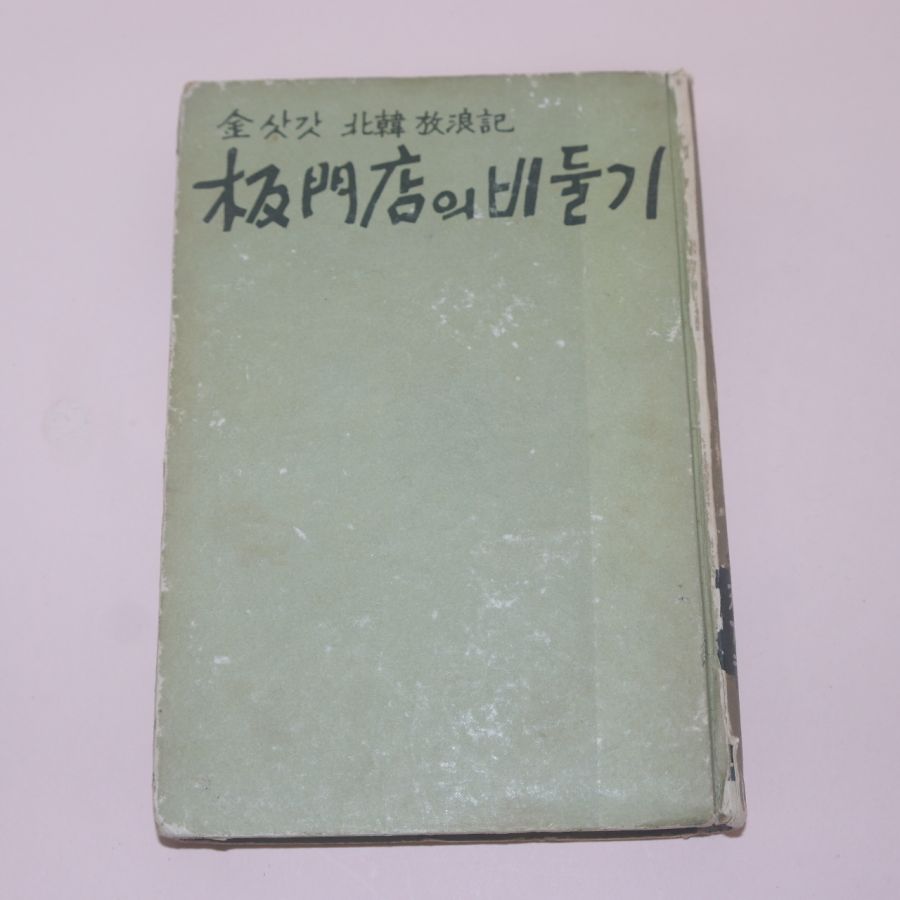 金 삿갓 北韓 放浪記
板門店의 비둘기